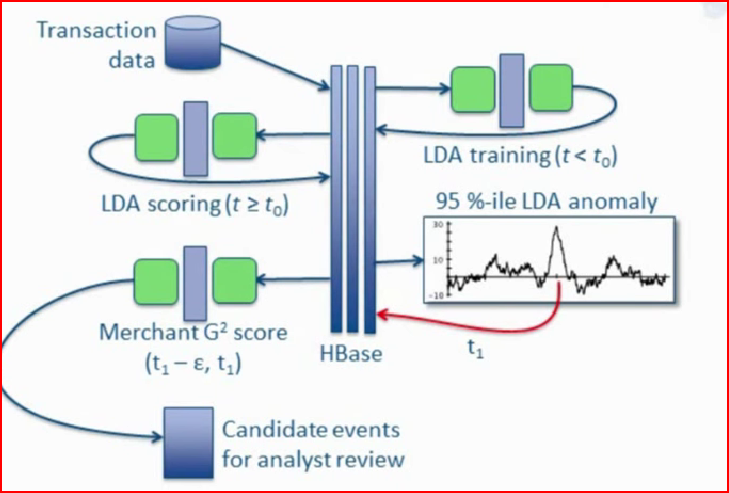 Transaction
data
LDA training (t < t₀)
LDA scoring (t ≥ t₀)
95 %-ile LDA anomaly
30
10
-10
Merchant G² score
(t₁ – ε, t₁)
HBase
t₁
Candidate events
for analyst review